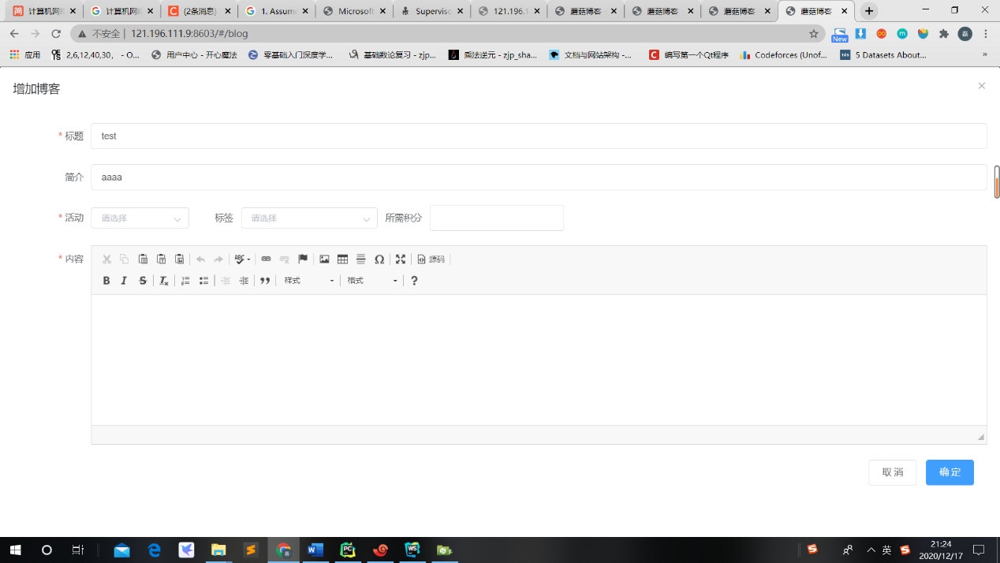 计算机网络
计算机网络
(2条消息)
1. Assum
Microsoft
Supervisc
121.196.1
蘑菇博客
蘑菇博客
蘑菇博客
蘑菇博客
不安全 | 121.196.111.9:8603/#/blog
New
磊
应用
2,6,12,40,30, - O...
用户中心 - 开心魔法
零基础入门深度学...
基础数论复习 - zjp...
乘法逆元 - zjp_sha...
文档与网站架构 -...
编写第一个Qt程序
Codeforces (Unof...
5 Datasets About...
»
增加博客
* 标题 test
简介 aaaa
* 活动 请选择 标签 请选择 所需积分
* 内容
源码
B I S Tx 样式 格式 ?
取消 确定
英
21:24
2020/12/17